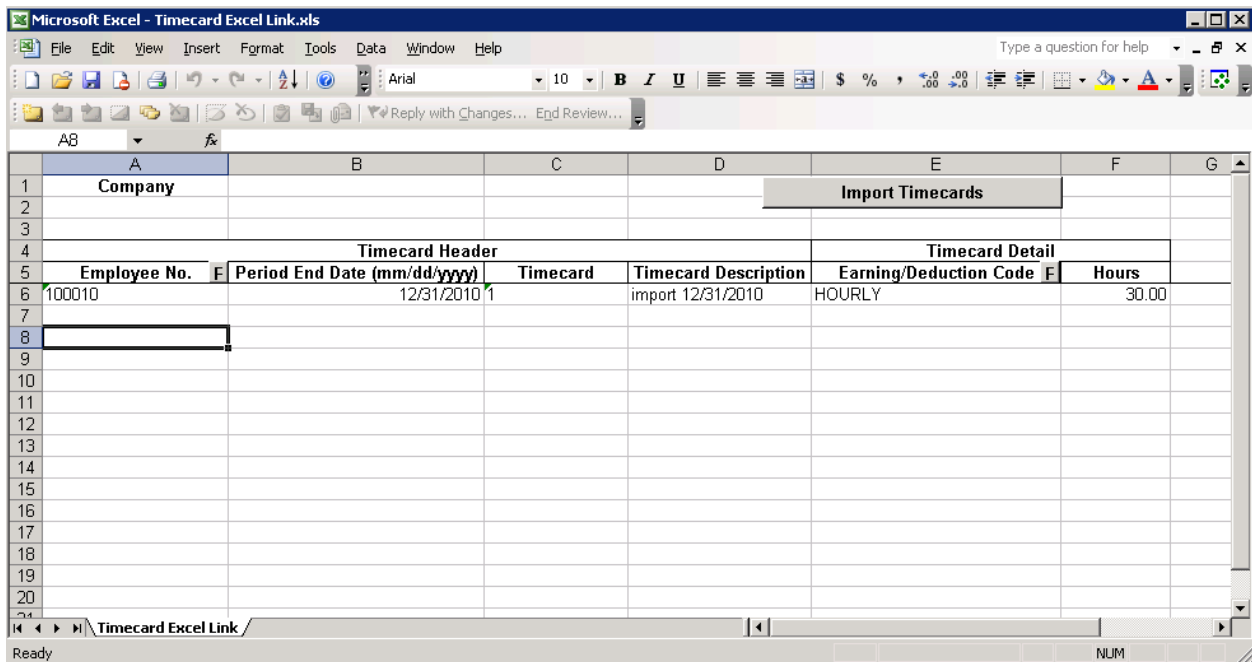 Microsoft Excel - Timecard Excel Link.xls
File Edit View Insert Format Tools Data Window Help Type a question for help
Arial 10 B I U $ % , .00 .00 A
Reply with Changes... End Review...
A8 fx
A B C D E F G
1 Company Import Timecards
2
3
4 Timecard Header Timecard Detail
5 Employee No. F Period End Date (mm/dd/yyyy) Timecard Timecard Description Earning/Deduction Code F Hours
6 100010 12/31/2010 1 import 12/31/2010 HOURLY 30.00
7
8
9
10
11
12
13
14
15
16
17
18
19
20
Timecard Excel Link
Ready NUM